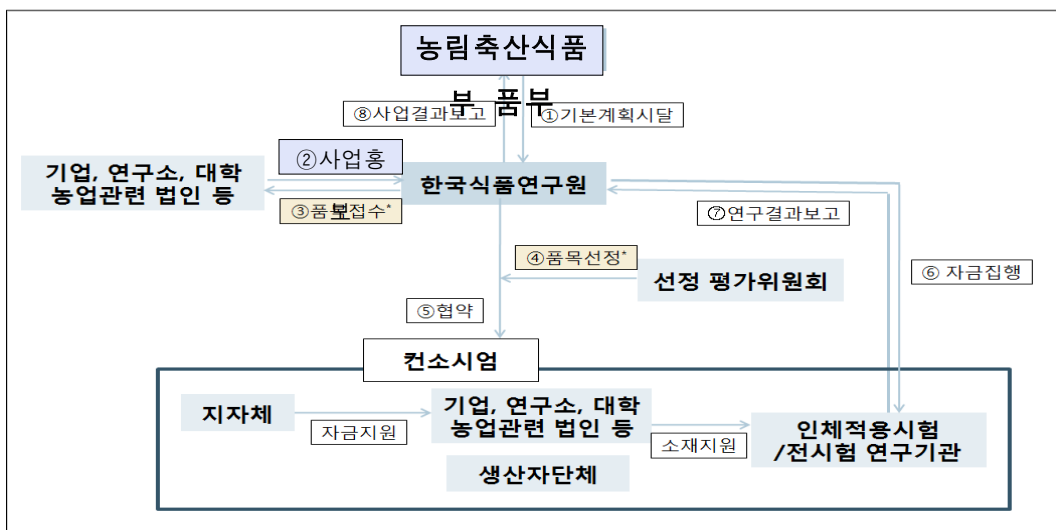 농림축산식품
부 품부
⑧사업결과보고
①기본계획시달
②사업홍
기업, 연구소, 대학
농업관련 법인 등
한국식품연구원
③품목접수*
⑦연구결과보고
④품목선정*
선정 평가위원회
⑥ 자금집행
⑤협약
컨소시엄
지자체
자금지원
기업, 연구소, 대학
농업관련 법인 등
소재지원
인체적용시험
/전시험 연구기관
생산자단체